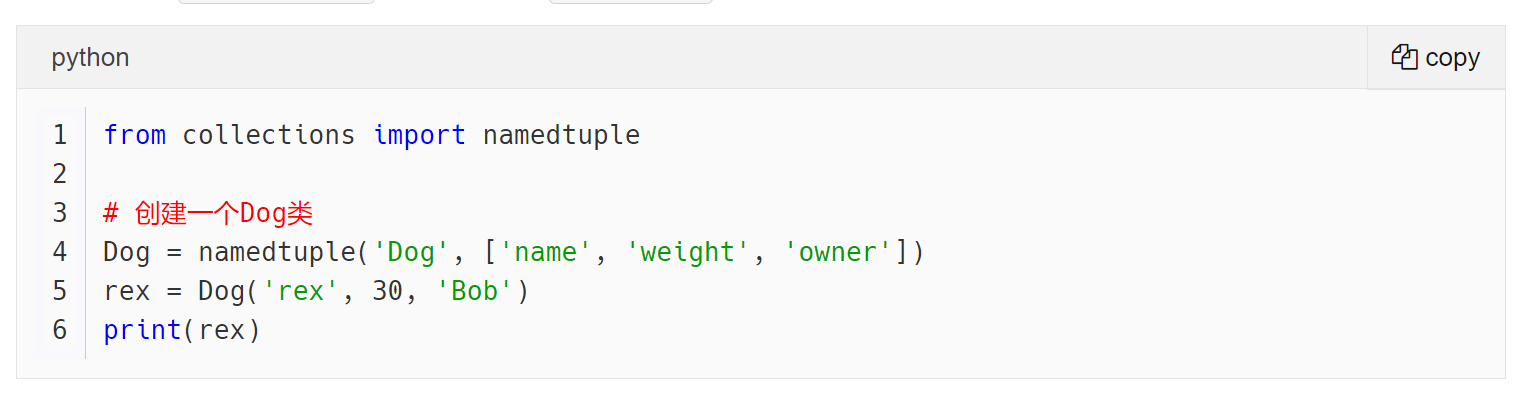 python
copy
1 from collections import namedtuple
2
3 # 创建一个Dog类
4 Dog = namedtuple('Dog', ['name', 'weight', 'owner'])
5 rex = Dog('rex', 30, 'Bob')
6 print(rex)